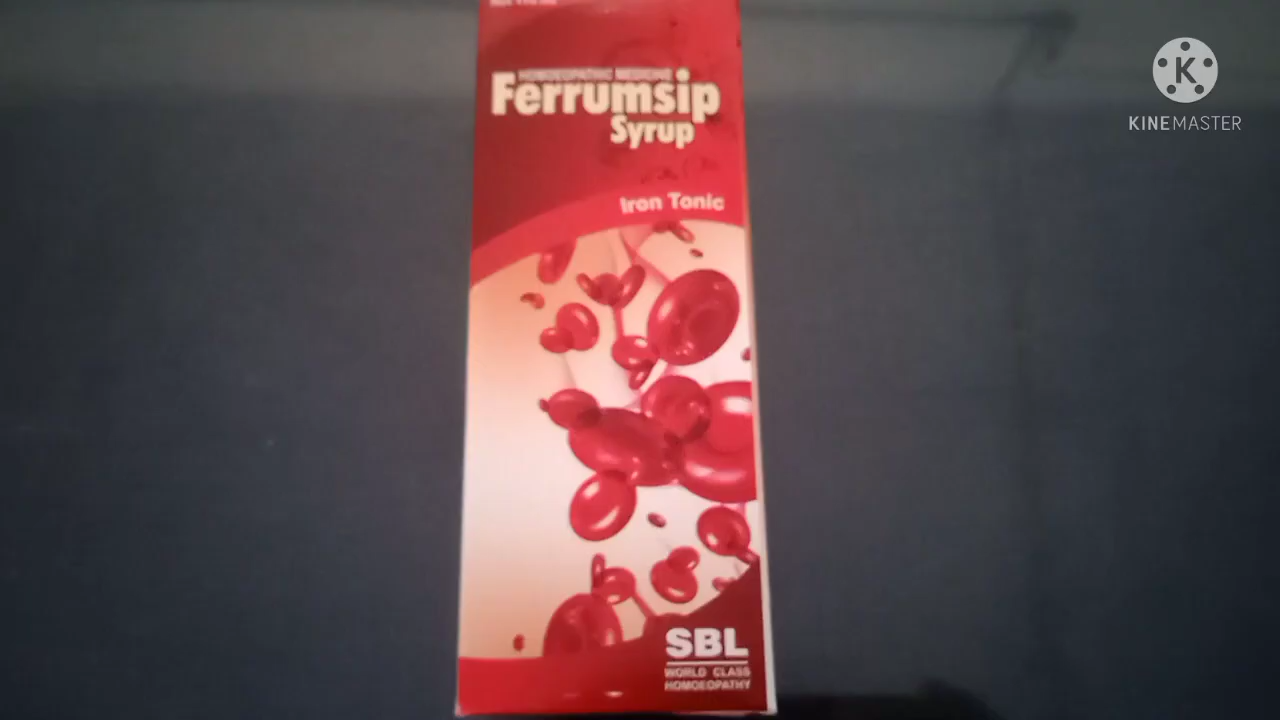 HOMOEOPATHIC MEDICINE
Ferrumsip
Syrup
Iron Tonic
SBL
WORLD CLASS
HOMOEOPATHY
K
KINEMASTER